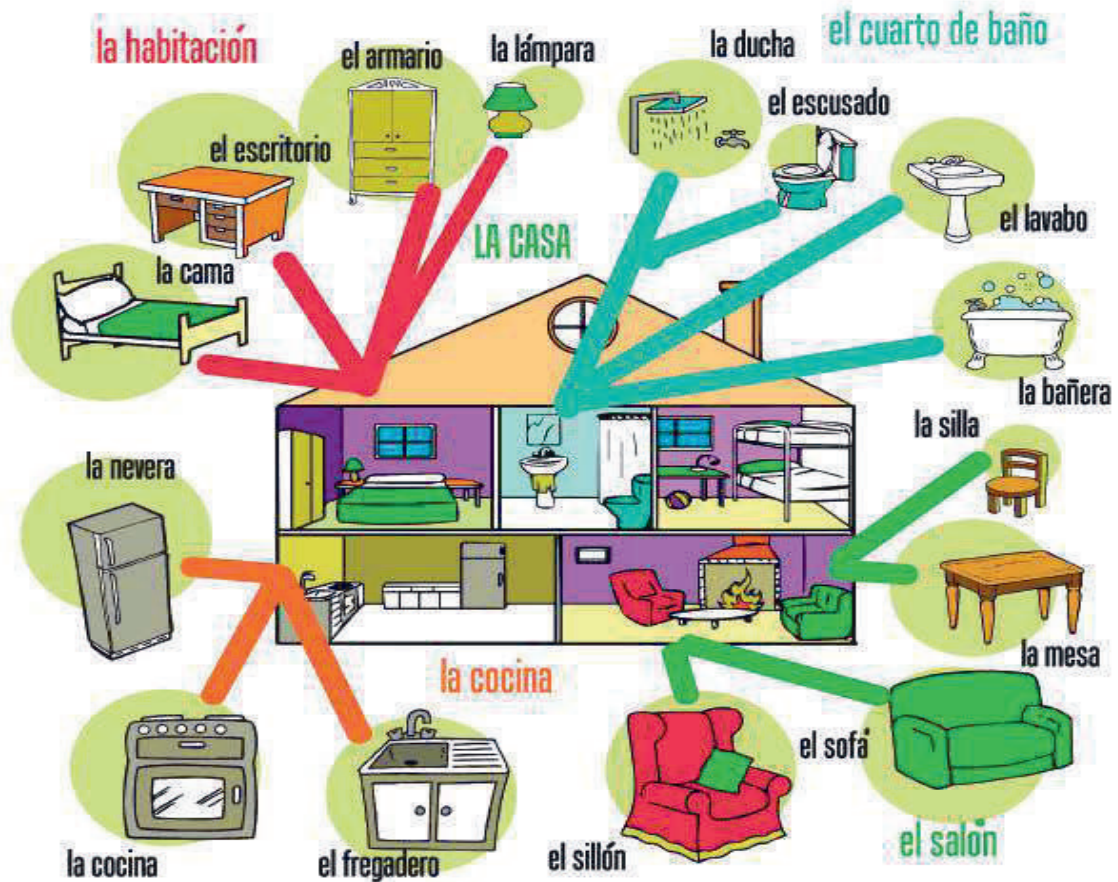 la habitación
el armario
la lámpara
la ducha
el cuarto de baño
el escusado
el escritorio
el lavabo
LA CASA
la cama
la bañera
la silla
la nevera
la mesa
la cocina
el sofá
el salón
la cocina
el fregadero
el sillón